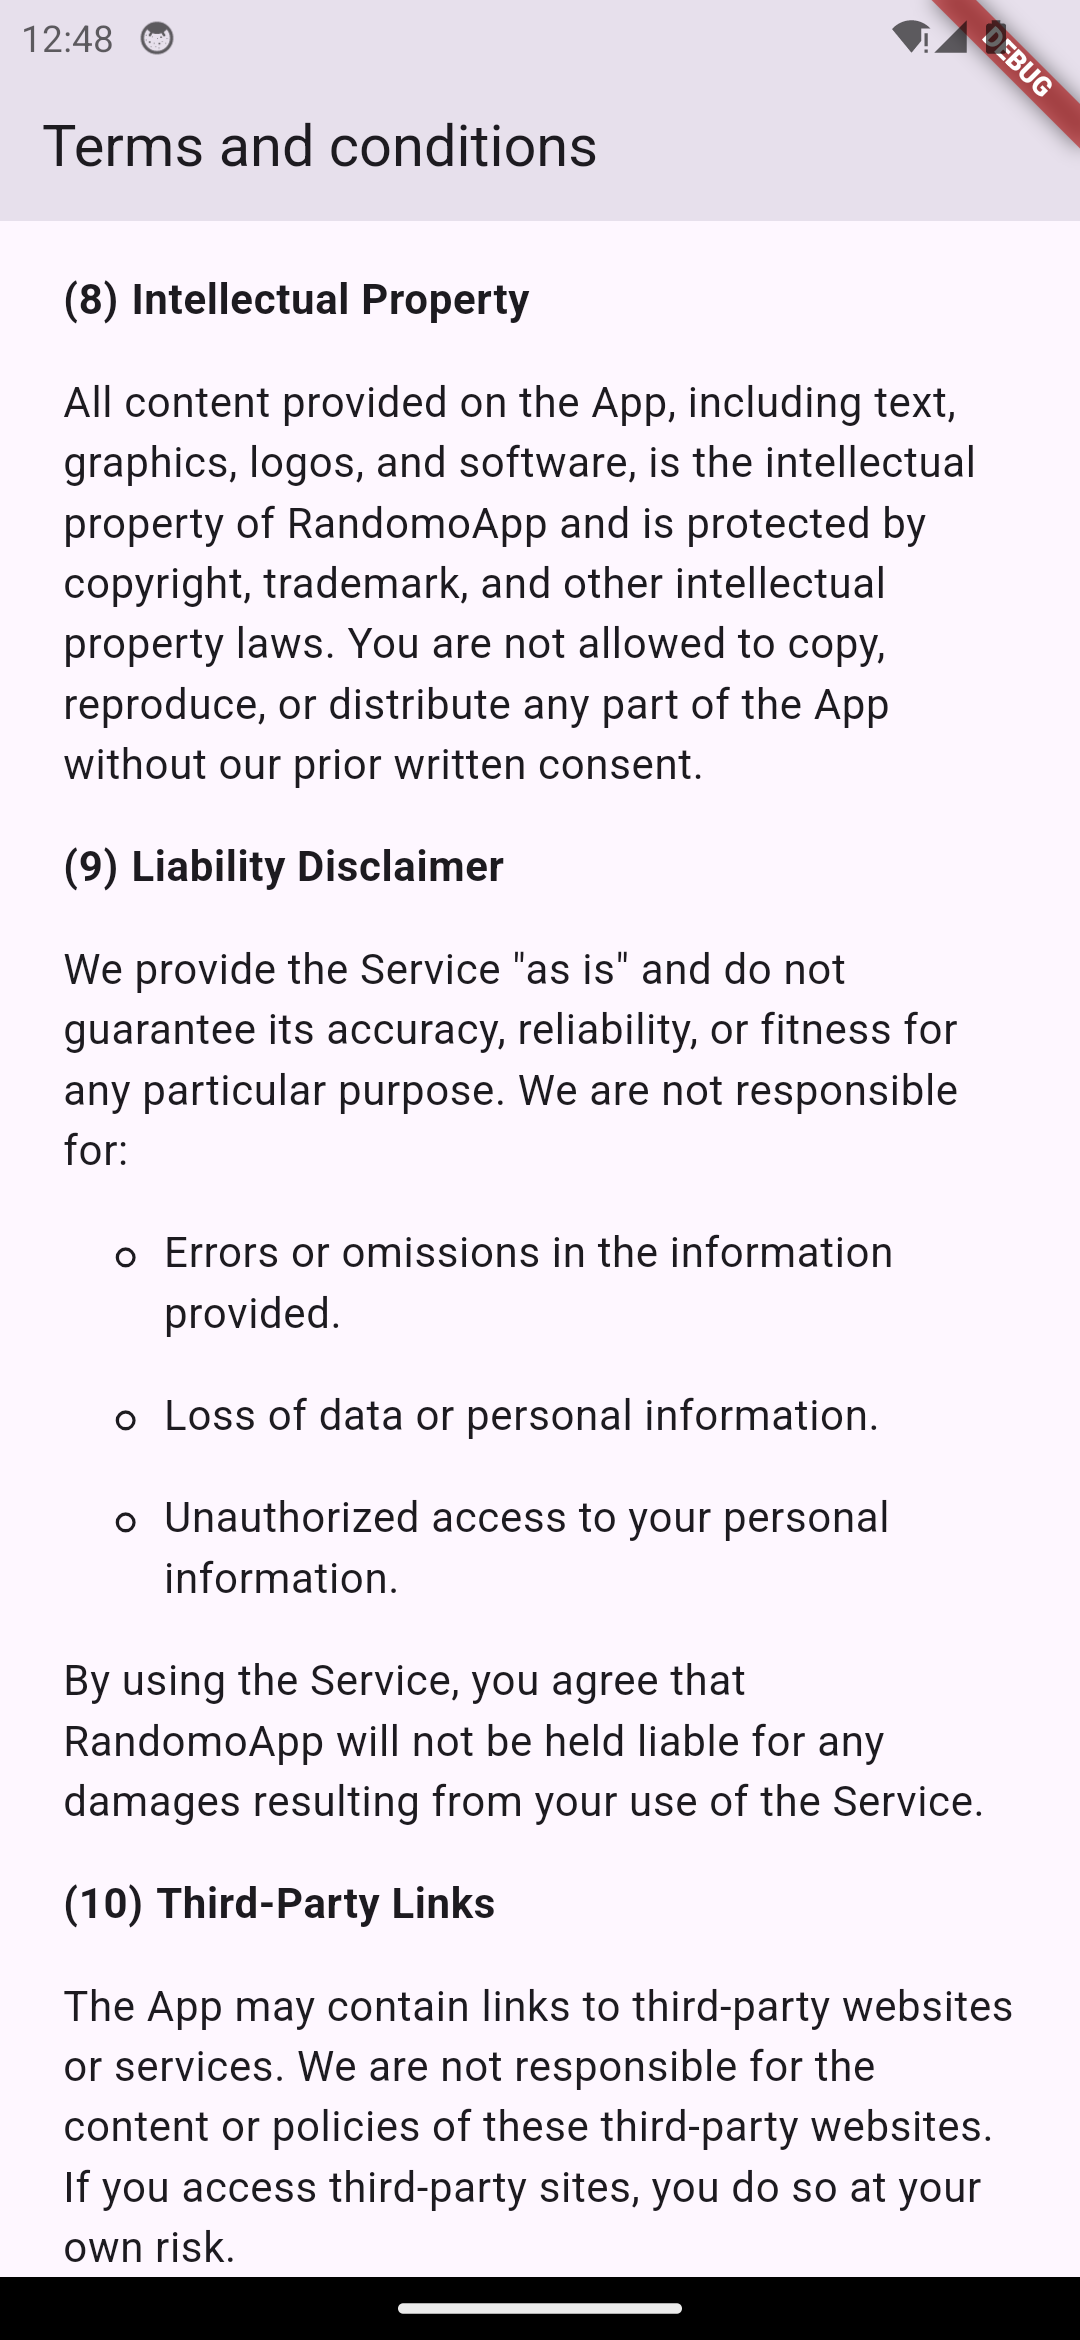 12:48
DEBUG
Terms and conditions
(8) Intellectual Property
All content provided on the App, including text,
graphics, logos, and software, is the intellectual
property of RandomoApp and is protected by
copyright, trademark, and other intellectual
property laws. You are not allowed to copy,
reproduce, or distribute any part of the App
without our prior written consent.
(9) Liability Disclaimer
We provide the Service "as is" and do not
guarantee its accuracy, reliability, or fitness for
any particular purpose. We are not responsible
for:
Errors or omissions in the information
provided.
Loss of data or personal information.
Unauthorized access to your personal
information.
By using the Service, you agree that
RandomoApp will not be held liable for any
damages resulting from your use of the Service.
(10) Third-Party Links
The App may contain links to third-party websites
or services. We are not responsible for the
content or policies of these third-party websites.
If you access third-party sites, you do so at your
own risk.